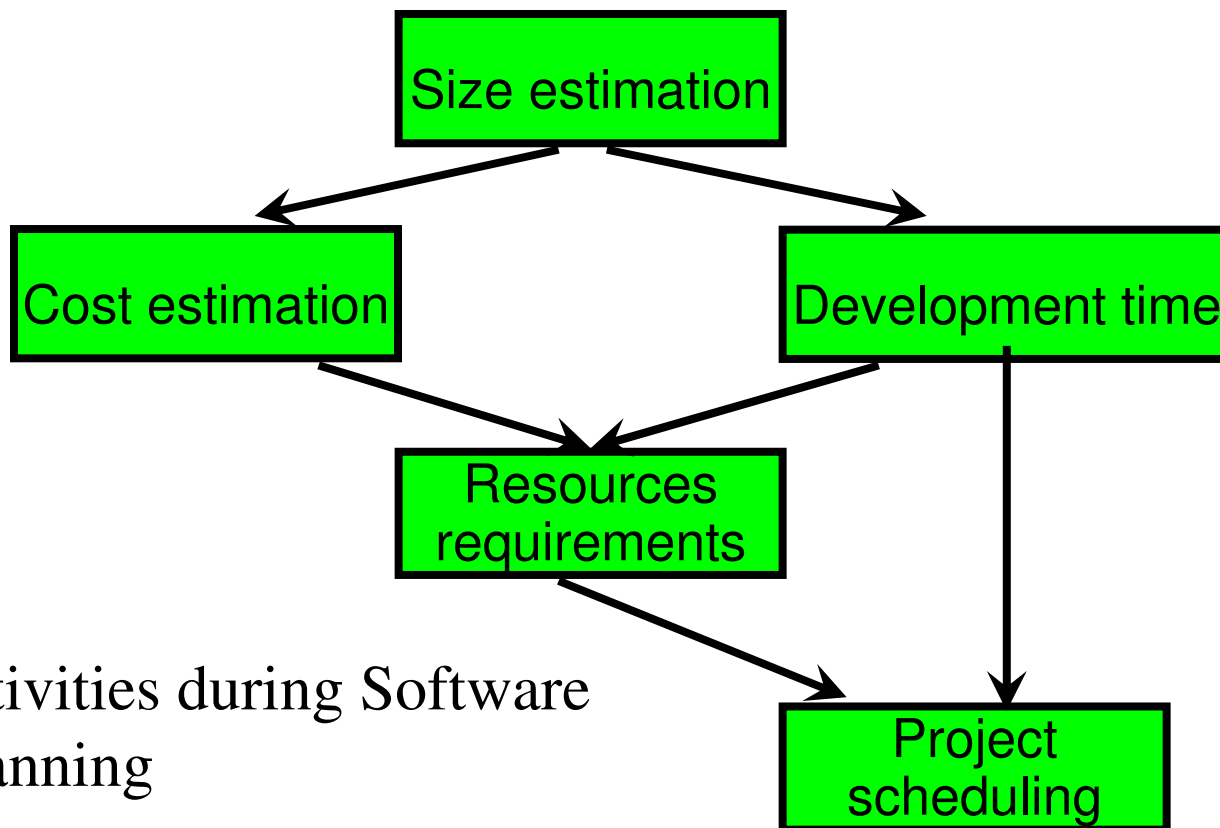 Size estimation
Cost estimation
Development time
Resources
requirements
tivities during Software
anning
Project
scheduling